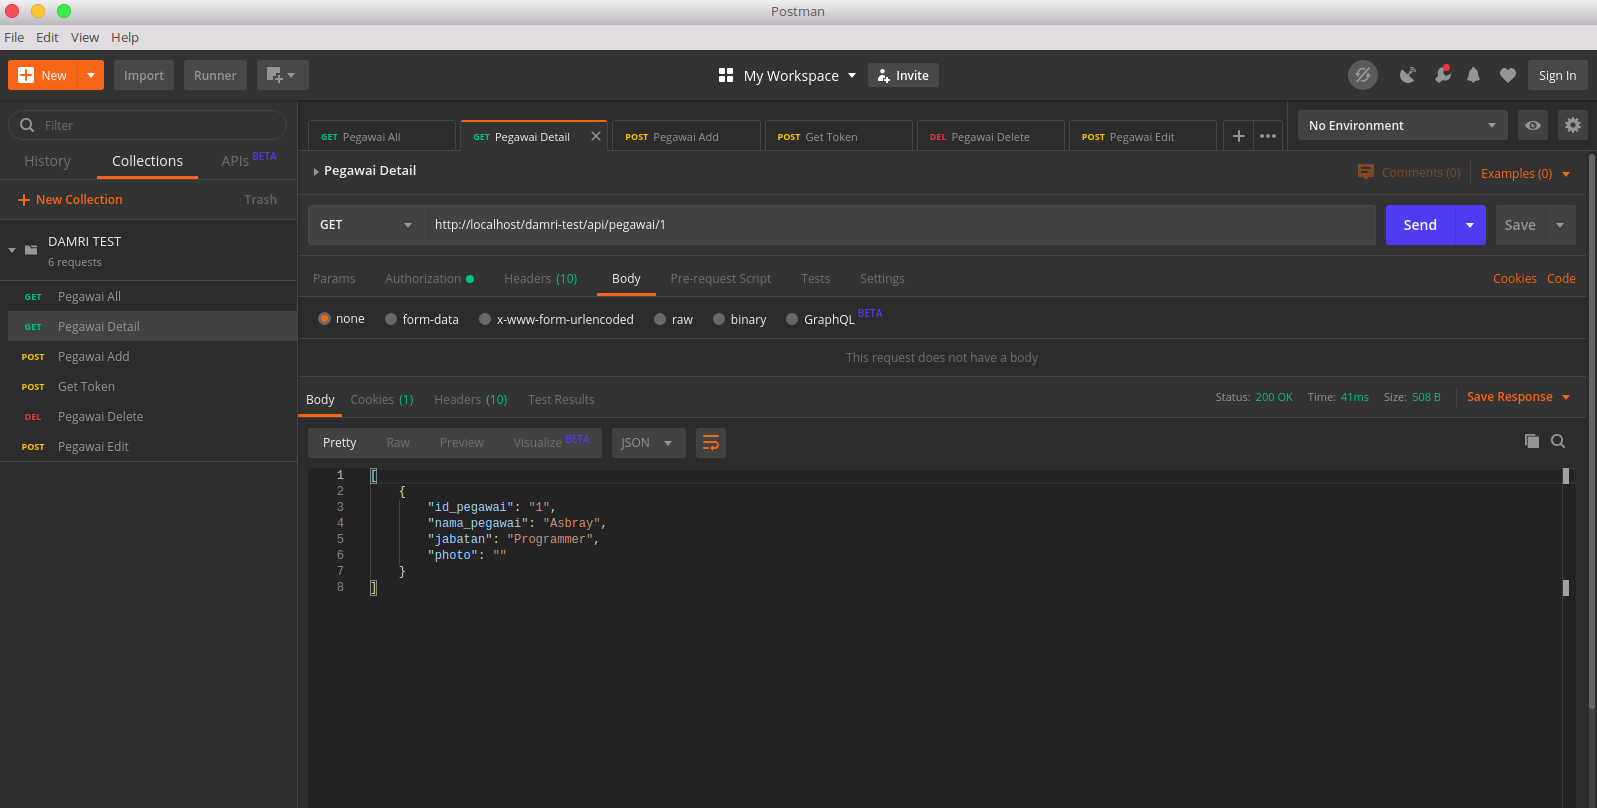 Postman
File Edit View Help
New Import Runner My Workspace Invite Sign In
Filter
History Collections APIs BETA
New Collection Trash
DAMRI TEST
6 requests
GET Pegawai All
GET Pegawai Detail
POST Pegawai Add
POST Get Token
DEL Pegawai Delete
POST Pegawai Edit
GET Pegawai All GET Pegawai Detail POST Pegawai Add POST Get Token DEL Pegawai Delete POST Pegawai Edit
No Environment
Pegawai Detail Comments (0) Examples (0)
GET http://localhost/damri-test/api/pegawai/1 Send Save
Params Authorization Headers (10) Body Pre-request Script Tests Settings Cookies Code
none form-data x-www-form-urlencoded raw binary GraphQL BETA
This request does not have a body
Body Cookies (1) Headers (10) Test Results Status: 200 OK Time: 41ms Size: 508 B Save Response
Pretty Raw Preview Visualize BETA JSON
1 [
2 {
3 "id_pegawai": "1",
4 "nama_pegawai": "Asbray",
5 "jabatan": "Programmer",
6 "photo": ""
7 }
8 ]